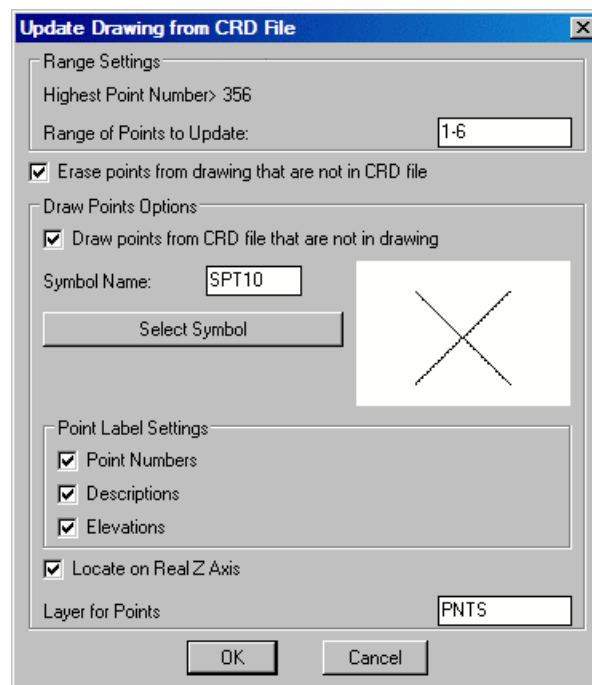 Update Drawing from CRD File
Range Settings
Highest Point Number> 356
Range of Points to Update: 1-6
Erase points from drawing that are not in CRD file
Draw Points Options
Draw points from CRD file that are not in drawing
Symbol Name: SPT10
Select Symbol
Point Label Settings
Point Numbers
Descriptions
Elevations
Locate on Real Z Axis
Layer for Points PNTS
OK Cancel